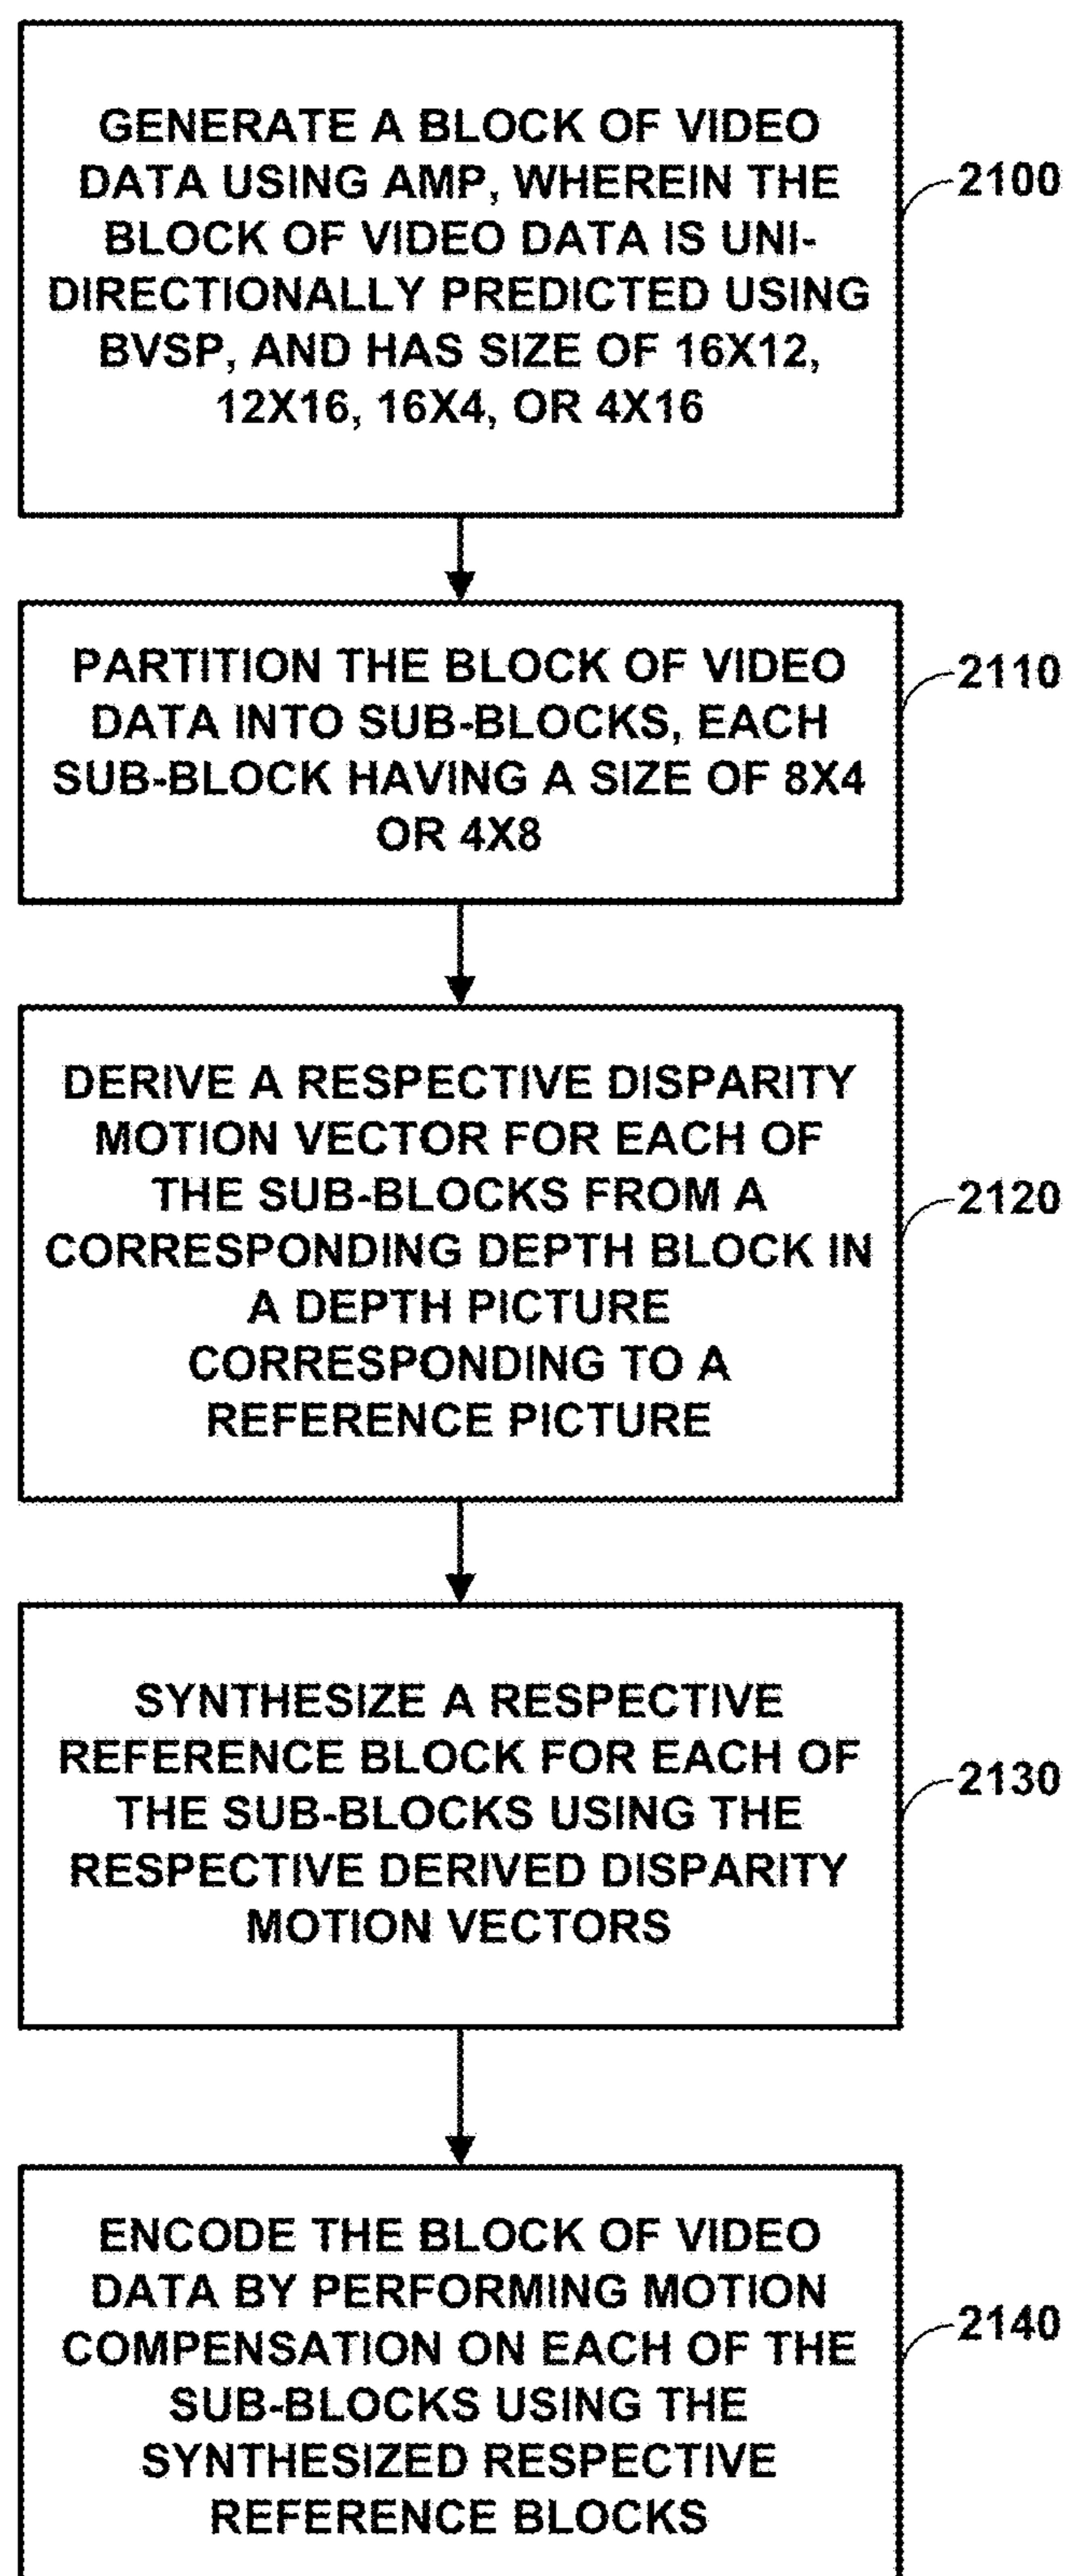 GENERATE A BLOCK OF VIDEO
DATA USING AMP, WHEREIN THE
BLOCK OF VIDEO DATA IS UNI-
DIRECTIONALLY PREDICTED USING
BVSP, AND HAS SIZE OF 16X12,
12X16, 16X4, OR 4X16
2100
PARTITION THE BLOCK OF VIDEO
DATA INTO SUB-BLOCKS, EACH
SUB-BLOCK HAVING A SIZE OF 8X4
OR 4X8
2110
DERIVE A RESPECTIVE DISPARITY
MOTION VECTOR FOR EACH OF
THE SUB-BLOCKS FROM A
CORRESPONDING DEPTH BLOCK IN
A DEPTH PICTURE
CORRESPONDING TO A
REFERENCE PICTURE
2120
SYNTHESIZE A RESPECTIVE
REFERENCE BLOCK FOR EACH OF
THE SUB-BLOCKS USING THE
RESPECTIVE DERIVED DISPARITY
MOTION VECTORS
2130
ENCODE THE BLOCK OF VIDEO
DATA BY PERFORMING MOTION
COMPENSATION ON EACH OF THE
SUB-BLOCKS USING THE
SYNTHESIZED RESPECTIVE
REFERENCE BLOCKS
2140